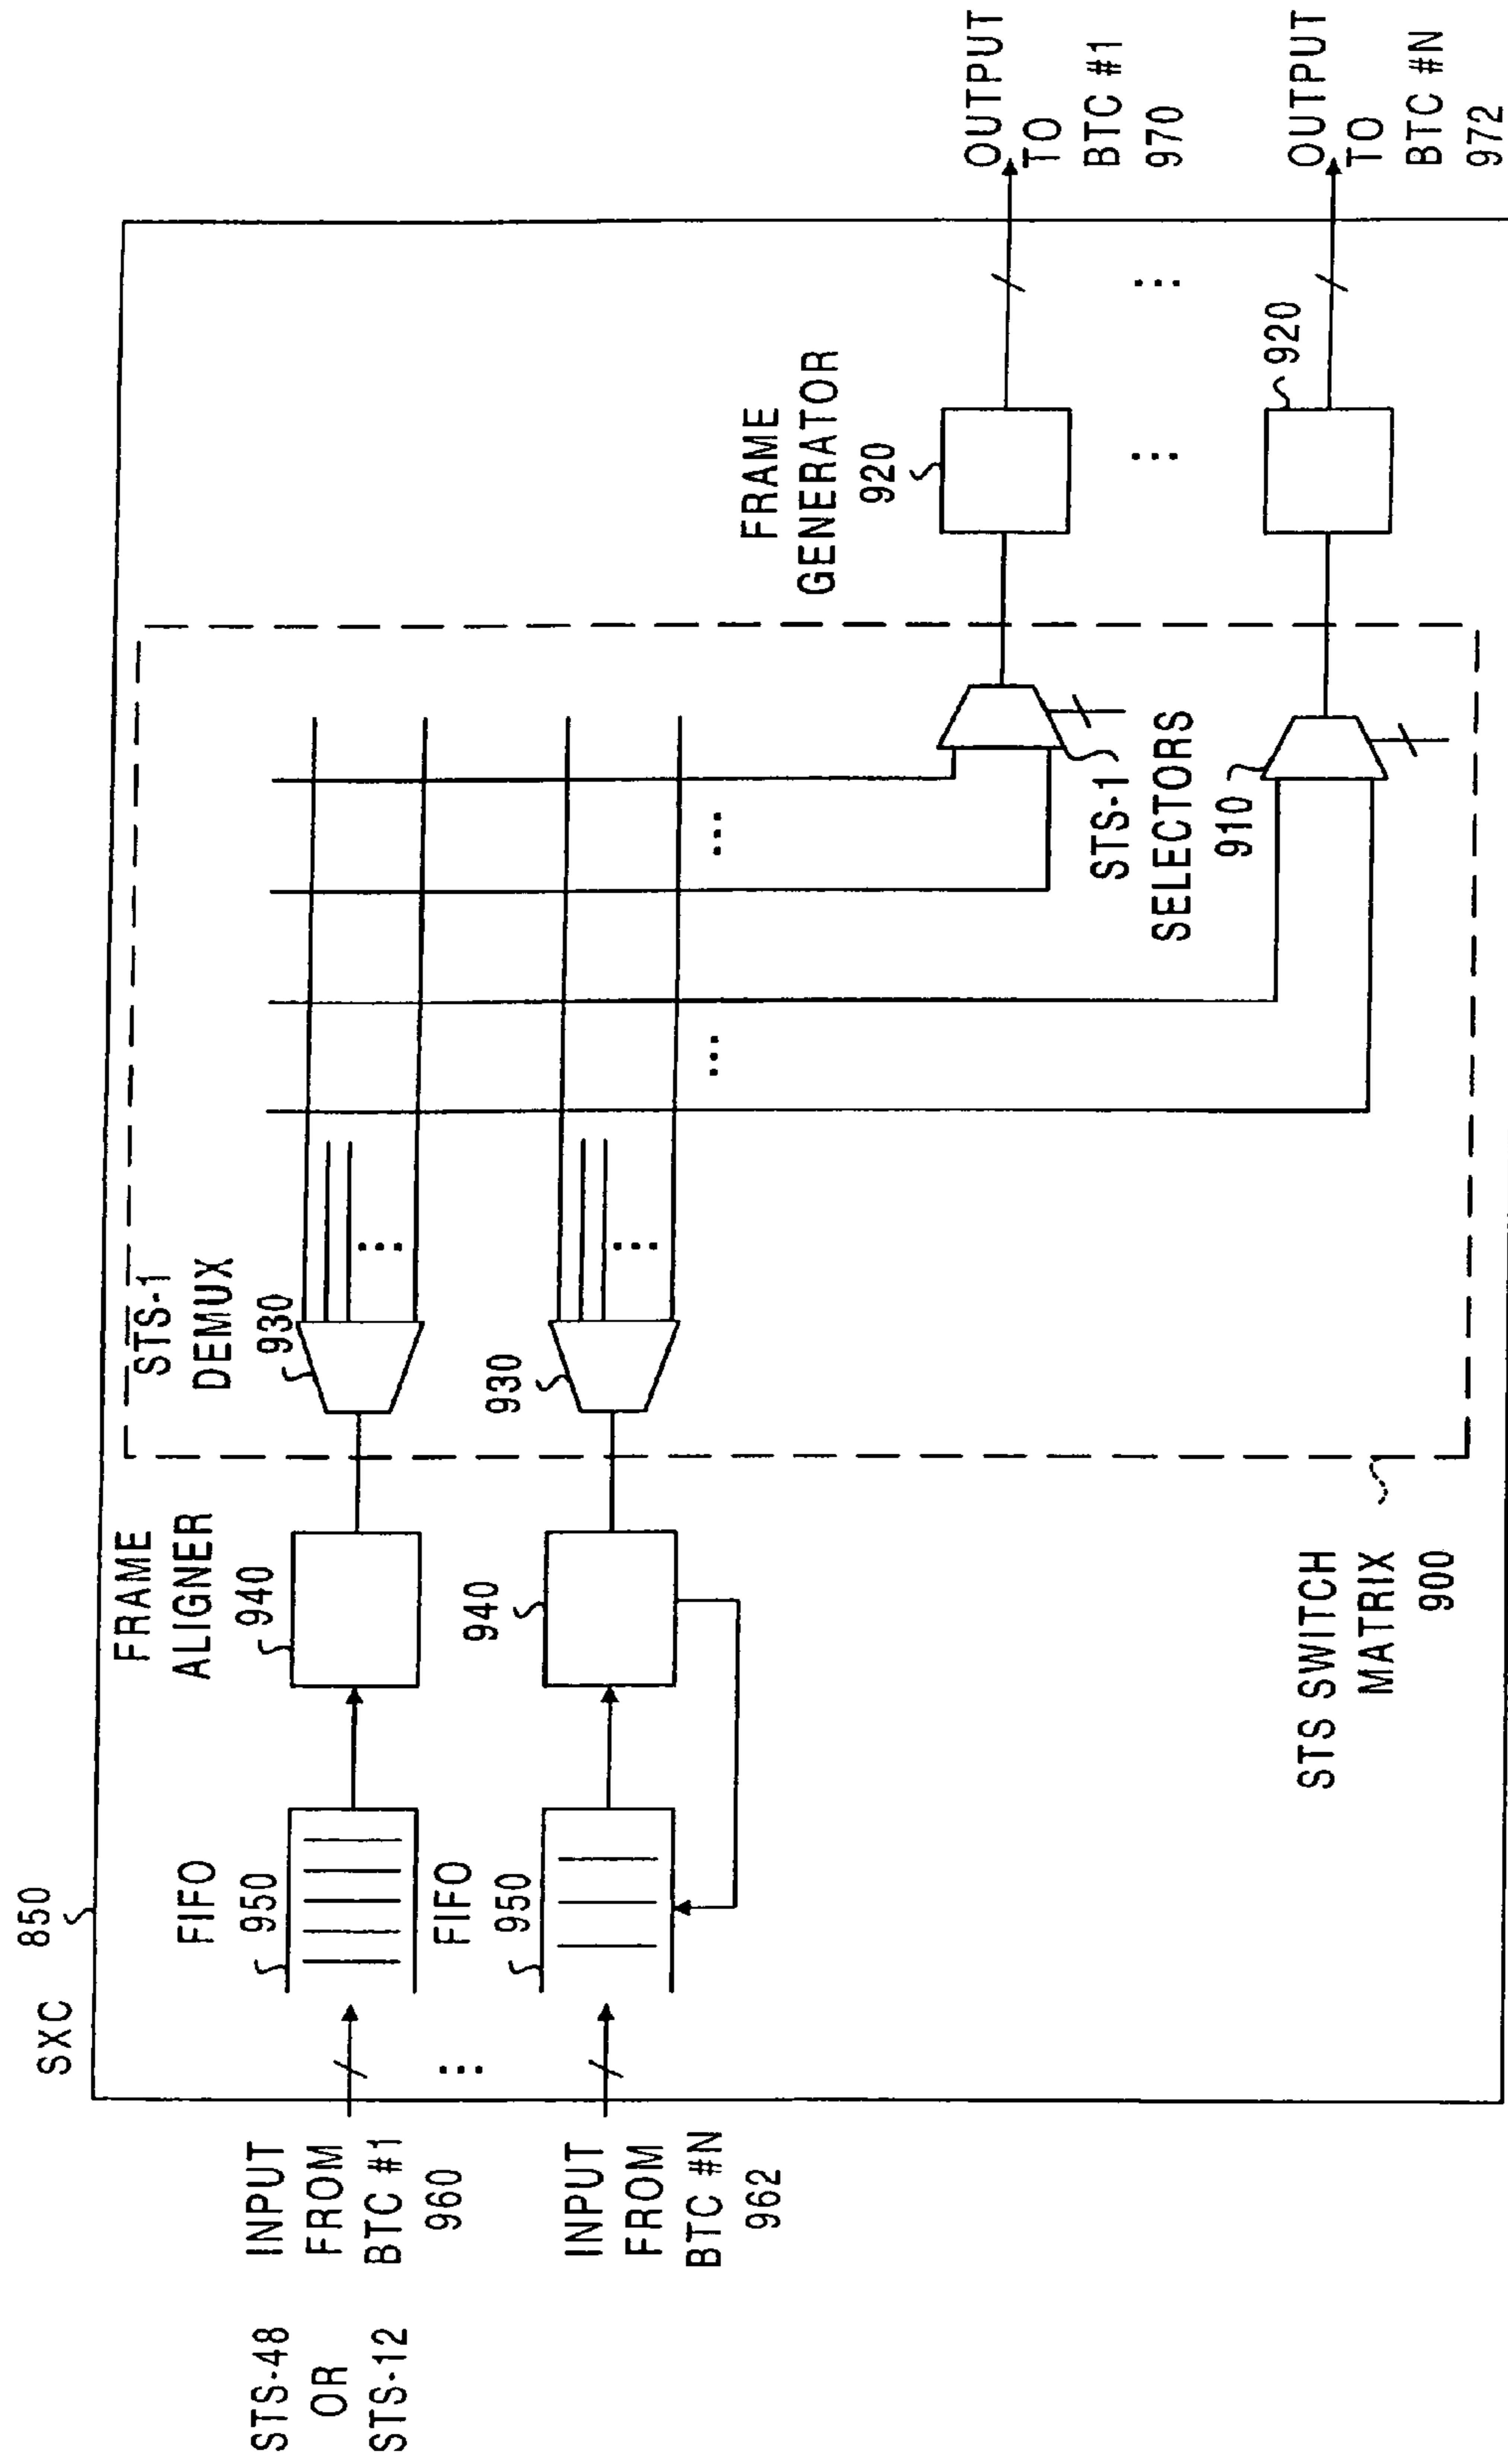 SXC 850
STS-48
OR
STS-12
INPUT
FROM
BTC #1
960
INPUT
FROM
BTC #N
962
FIFO
950
FIFO
950
FRAME
ALIGNER
940
940
STS-1
DEMUX
930
930
STS SWITCH
MATRIX
900
STS-1
SELECTORS
910
FRAME
GENERATOR
920
920
OUTPUT
TO
BTC #1
970
OUTPUT
TO
BTC #N
972